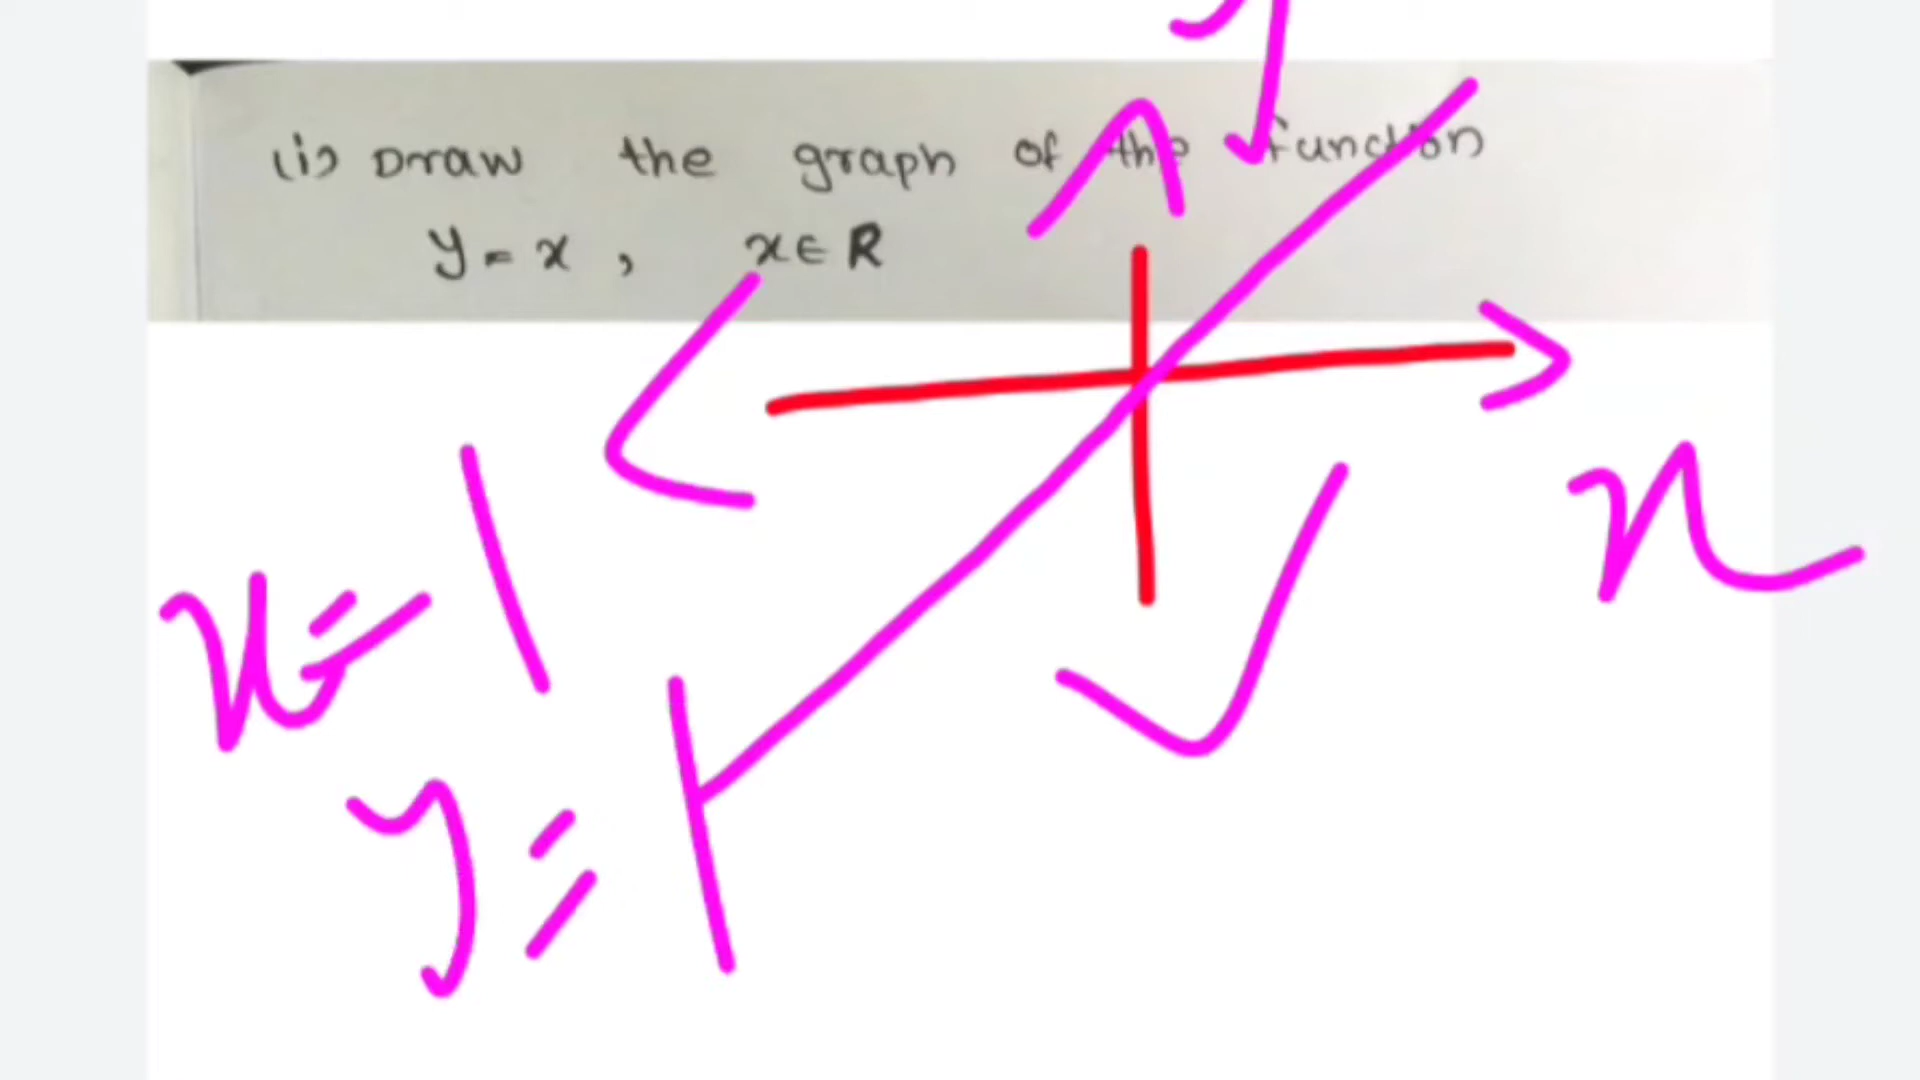 y
(i) Draw the graph of the function
y = x , x ∈ R
x
x = 1
y = 1